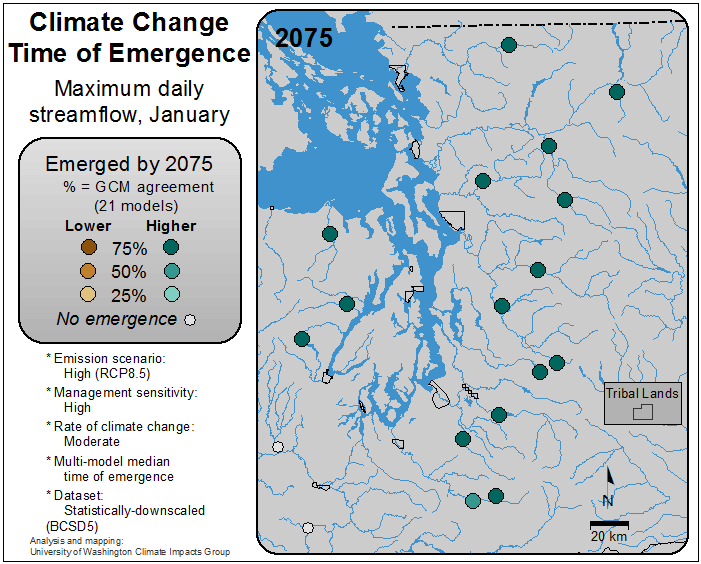 Climate Change
Time of Emergence
Maximum daily
streamflow, January
Emerged by 2075
% = GCM agreement
(21 models)
Lower Higher
75%
50%
25%
No emergence
* Emission scenario:
High (RCP8.5)
* Management sensitivity:
High
* Rate of climate change:
Moderate
* Multi-model median
time of emergence
* Dataset:
Statistically-downscaled
(BCSD5)
Analysis and mapping:
University of Washington Climate Impacts Group
2075
Tribal Lands
N
20 km